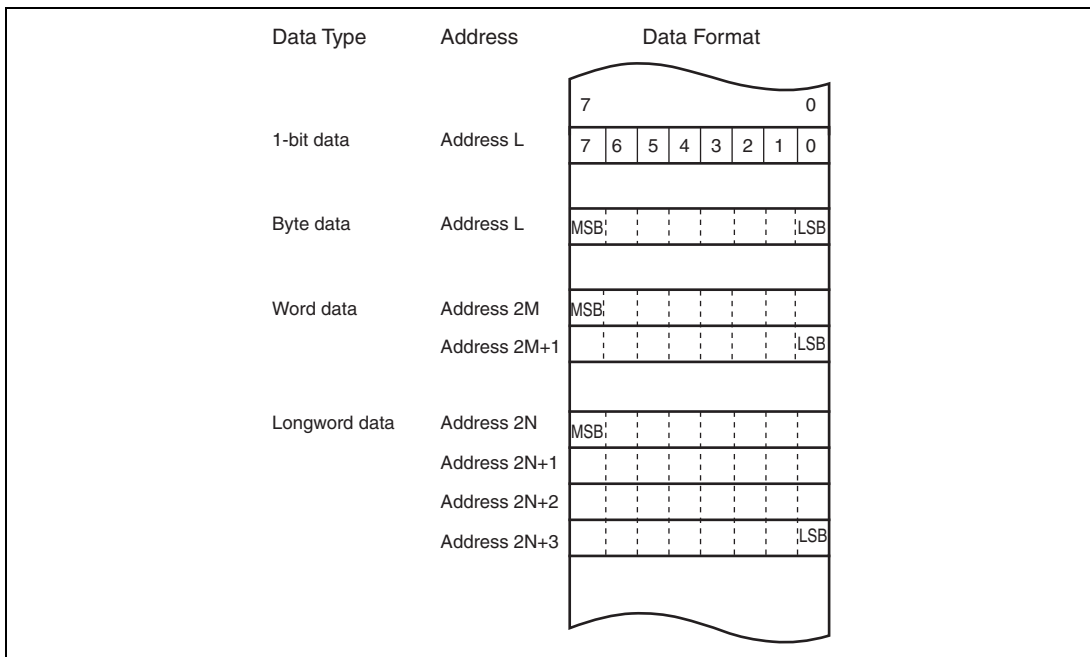 Data Type Address Data Format
7 0
1-bit data Address L 7 6 5 4 3 2 1 0
Byte data Address L MSB LSB
Word data Address 2M MSB
Address 2M+1 LSB
Longword data Address 2N MSB
Address 2N+1
Address 2N+2
Address 2N+3 LSB